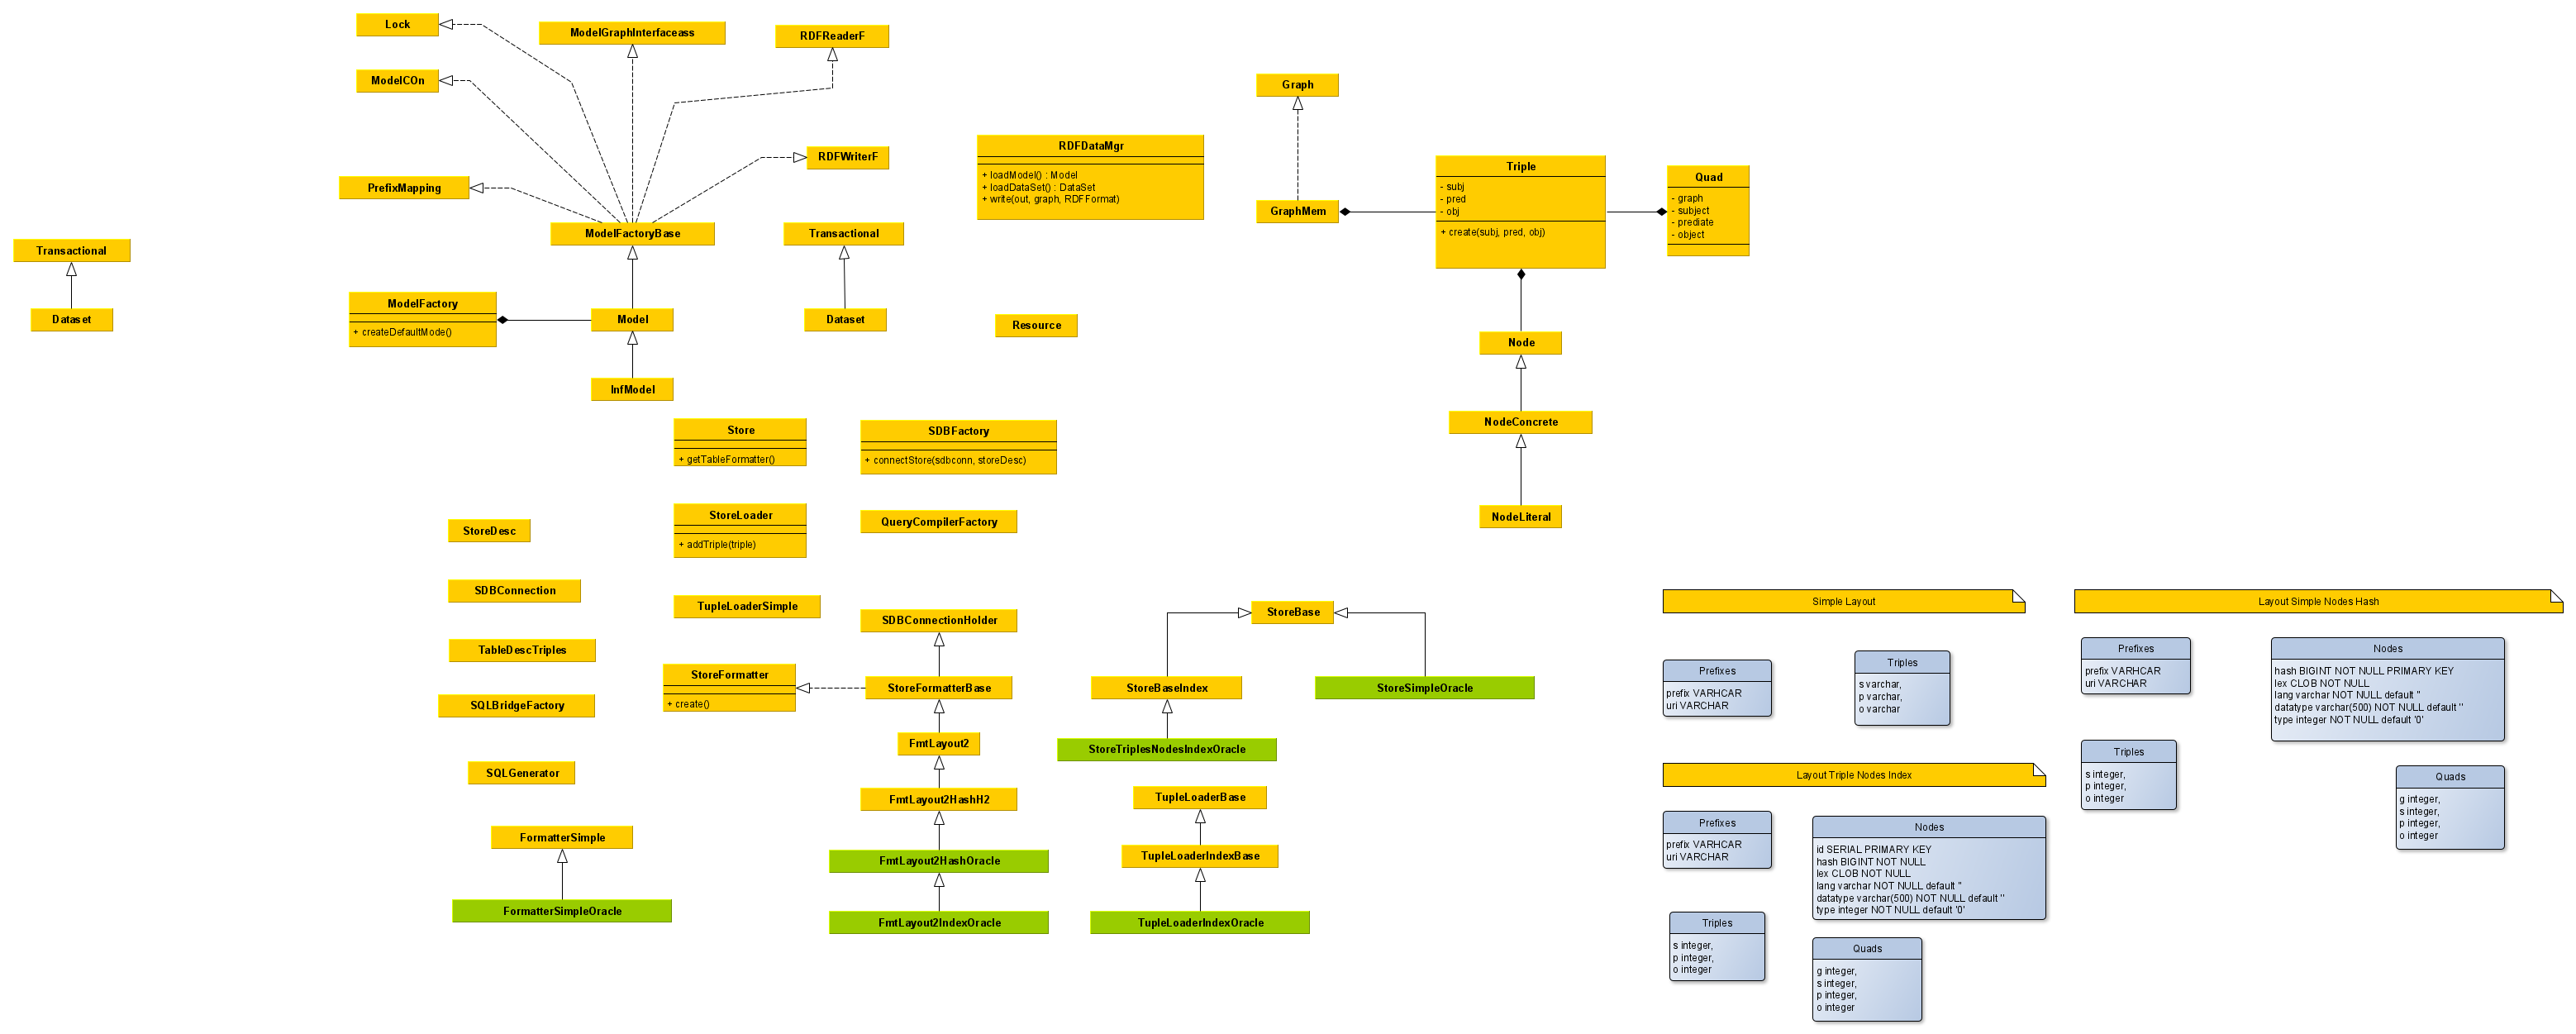 Lock
ModelGraphInterfaceass
RDFReaderF
ModelCOn
RDFWriterF
PrefixMapping
ModelFactoryBase
Transactional
Dataset
ModelFactory
+ createDefaultMode()
Model
InfModel
Transactional
Dataset
RDFDataMgr
+ loadModel() : Model
+ loadDataSet() : DataSet
+ write(out, graph, RDFFormat)
Resource
Graph
GraphMem
Triple
- subj
- pred
- obj
+ create(subj, pred, obj)
Quad
- graph
- subject
- prediate
- object
Node
NodeConcrete
NodeLiteral
Store
+ getTableFormatter()
SDBFactory
+ connectStore(sdbconn, storeDesc)
StoreLoader
+ addTriple(triple)
QueryCompilerFactory
StoreDesc
SDBConnection
TupleLoaderSimple
TableDescTriples
SQLBridgeFactory
SQLGenerator
FormatterSimple
FormatterSimpleOracle
SDBConnectionHolder
StoreFormatter
+ create()
StoreFormatterBase
FmtLayout2
FmtLayout2HashH2
FmtLayout2HashOracle
FmtLayout2IndexOracle
StoreBase
StoreBaseIndex
StoreSimpleOracle
StoreTriplesNodesIndexOracle
TupleLoaderBase
TupleLoaderIndexBase
TupleLoaderIndexOracle
Simple Layout
Prefixes
prefix VARHCAR
uri VARCHAR
Triples
s varchar,
p varchar,
o varchar
Layout Triple Nodes Index
Prefixes
prefix VARHCAR
uri VARCHAR
Nodes
id SERIAL PRIMARY KEY
hash BIGINT NOT NULL
lex CLOB NOT NULL
lang varchar NOT NULL default ''
datatype varchar(500) NOT NULL default ''
type integer NOT NULL default '0'
Triples
s integer,
p integer,
o integer
Quads
g integer,
s integer,
p integer,
o integer
Layout Simple Nodes Hash
Prefixes
prefix VARHCAR
uri VARCHAR
Nodes
hash BIGINT NOT NULL PRIMARY KEY
lex CLOB NOT NULL
lang varchar NOT NULL default ''
datatype varchar(500) NOT NULL default ''
type integer NOT NULL default '0'
Triples
s integer,
p integer,
o integer
Quads
g integer,
s integer,
p integer,
o integer